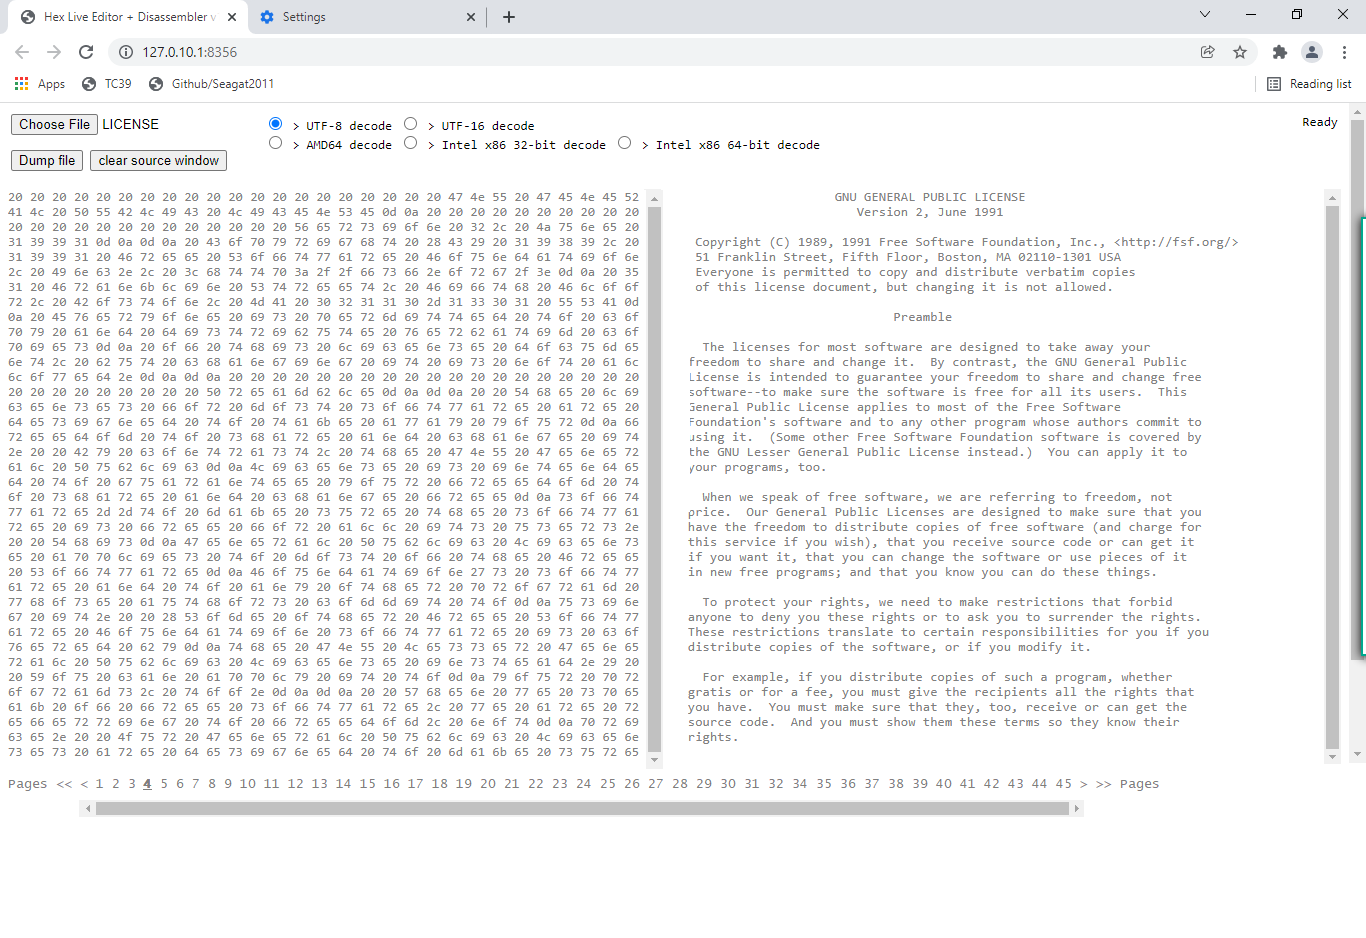 Hex Live Editor + Disassembler v
Settings
127.0.10.1:8356
Apps TC39 Github/Seagat2011 Reading list
Choose File LICENSE
> UTF-8 decode > UTF-16 decode
Ready
> AMD64 decode > Intel x86 32-bit decode > Intel x86 64-bit decode
Dump file clear source window
20 20 20 20 20 20 20 20 20 20 20 20 20 20 20 20 20 20 20 20 47 4e 55 20 47 45 4e 45 52
41 4c 20 50 55 42 4c 49 43 20 4c 49 43 45 4e 53 45 0d 0a 20 20 20 20 20 20 20 20 20 20
20 20 20 20 20 20 20 20 20 20 20 20 20 56 65 72 73 69 6f 6e 20 32 2c 20 4a 75 6e 65 20
31 39 39 31 0d 0a 0d 0a 20 43 6f 70 79 72 69 67 68 74 20 28 43 29 20 31 39 38 39 2c 20
31 39 39 31 20 46 72 65 65 20 53 6f 66 74 77 61 72 65 20 46 6f 75 6e 64 61 74 69 6f 6e
2c 20 49 6e 63 2e 2c 20 3c 68 74 74 70 3a 2f 2f 66 73 66 2e 6f 72 67 2f 3e 0d 0a 20 35
31 20 46 72 61 6e 6b 6c 69 6e 20 53 74 72 65 65 74 2c 20 46 69 66 74 68 20 46 6c 6f 6f
72 2c 20 42 6f 73 74 6f 6e 2c 20 4d 41 20 30 32 31 31 30 2d 31 33 30 31 20 55 53 41 0d
0a 20 45 76 65 72 79 6f 6e 65 20 69 73 20 70 65 72 6d 69 74 74 65 64 20 74 6f 20 63 6f
70 79 20 61 6e 64 20 64 69 73 74 72 69 62 75 74 65 20 76 65 72 62 61 74 69 6d 20 63 6f
70 69 65 73 0d 0a 20 6f 66 20 74 68 69 73 20 6c 69 63 65 6e 73 65 20 64 6f 63 75 6d 65
6e 74 2c 20 62 75 74 20 63 68 61 6e 67 69 6e 67 20 69 74 20 69 73 20 6e 6f 74 20 61 6c
6c 6f 77 65 64 2e 0d 0a 0d 0a 20 20 20 20 20 20 20 20 20 20 20 20 20 20 20 20 20 20 20
20 20 20 20 20 20 20 20 20 50 72 65 61 6d 62 6c 65 0d 0a 0d 0a 20 20 54 68 65 20 6c 69
63 65 6e 73 65 73 20 66 6f 72 20 6d 6f 73 74 20 73 6f 66 74 77 61 72 65 20 61 72 65 20
64 65 73 69 67 6e 65 64 20 74 6f 20 74 61 6b 65 20 61 77 61 79 20 79 6f 75 72 0d 0a 66
72 65 65 64 6f 6d 20 74 6f 20 73 68 61 72 65 20 61 6e 64 20 63 68 61 6e 67 65 20 69 74
2e 20 20 42 79 20 63 6f 6e 74 72 61 73 74 2c 20 74 68 65 20 47 4e 55 20 47 65 6e 65 72
61 6c 20 50 75 62 6c 69 63 0d 0a 4c 69 63 65 6e 73 65 20 69 73 20 69 6e 74 65 6e 64 65
64 20 74 6f 20 67 75 61 72 61 6e 74 65 65 20 79 6f 75 72 20 66 72 65 65 64 6f 6d 20 74
6f 20 73 68 61 72 65 20 61 6e 64 20 63 68 61 6e 67 65 20 66 72 65 65 0d 0a 73 6f 66 74
77 61 72 65 2d 2d 74 6f 20 6d 61 6b 65 20 73 75 72 65 20 74 68 65 20 73 6f 66 74 77 61
72 65 20 69 73 20 66 72 65 65 20 66 6f 72 20 61 6c 6c 20 69 74 73 20 75 73 65 72 73 2e
20 20 54 68 69 73 0d 0a 47 65 6e 65 72 61 6c 20 50 75 62 6c 69 63 20 4c 69 63 65 6e 73
65 20 61 70 70 6c 69 65 73 20 74 6f 20 6d 6f 73 74 20 6f 66 20 74 68 65 20 46 72 65 65
20 53 6f 66 74 77 61 72 65 0d 0a 46 6f 75 6e 64 61 74 69 6f 6e 27 73 20 73 6f 66 74 77
61 72 65 20 61 6e 64 20 74 6f 20 61 6e 79 20 6f 74 68 65 72 20 70 72 6f 67 72 61 6d 20
77 68 6f 73 65 20 61 75 74 68 6f 72 73 20 63 6f 6d 6d 69 74 20 74 6f 0d 0a 75 73 69 6e
67 20 69 74 2e 20 20 28 53 6f 6d 65 20 6f 74 68 65 72 20 46 72 65 65 20 53 6f 66 74 77
61 72 65 20 46 6f 75 6e 64 61 74 69 6f 6e 20 73 6f 66 74 77 61 72 65 20 69 73 20 63 6f
76 65 72 65 64 20 62 79 0d 0a 74 68 65 20 47 4e 55 20 4c 65 73 73 65 72 20 47 65 6e 65
72 61 6c 20 50 75 62 6c 69 63 20 4c 69 63 65 6e 73 65 20 69 6e 73 74 65 61 64 2e 29 20
20 59 6f 75 20 63 61 6e 20 61 70 70 6c 79 20 69 74 20 74 6f 0d 0a 79 6f 75 72 20 70 72
6f 67 72 61 6d 73 2c 20 74 6f 6f 2e 0d 0a 0d 0a 20 20 57 68 65 6e 20 77 65 20 73 70 65
61 6b 20 6f 66 20 66 72 65 65 20 73 6f 66 74 77 61 72 65 2c 20 77 65 20 61 72 65 20 72
65 66 65 72 72 69 6e 67 20 74 6f 20 66 72 65 65 64 6f 6d 2c 20 6e 6f 74 0d 0a 70 72 69
63 65 2e 20 20 4f 75 72 20 47 65 6e 65 72 61 6c 20 50 75 62 6c 69 63 20 4c 69 63 65 6e
73 65 73 20 61 72 65 20 64 65 73 69 67 6e 65 64 20 74 6f 20 6d 61 6b 65 20 73 75 72 65
GNU GENERAL PUBLIC LICENSE
Version 2, June 1991
Copyright (C) 1989, 1991 Free Software Foundation, Inc., <http://fsf.org/>
51 Franklin Street, Fifth Floor, Boston, MA 02110-1301 USA
Everyone is permitted to copy and distribute verbatim copies
of this license document, but changing it is not allowed.
Preamble
The licenses for most software are designed to take away your
freedom to share and change it.  By contrast, the GNU General Public
License is intended to guarantee your freedom to share and change free
software--to make sure the software is free for all its users.  This
General Public License applies to most of the Free Software
Foundation's software and to any other program whose authors commit to
using it.  (Some other Free Software Foundation software is covered by
the GNU Lesser General Public License instead.)  You can apply it to
your programs, too.
When we speak of free software, we are referring to freedom, not
price.  Our General Public Licenses are designed to make sure that you
have the freedom to distribute copies of free software (and charge for
this service if you wish), that you receive source code or can get it
if you want it, that you can change the software or use pieces of it
in new free programs; and that you know you can do these things.
To protect your rights, we need to make restrictions that forbid
anyone to deny you these rights or to ask you to surrender the rights.
These restrictions translate to certain responsibilities for you if you
distribute copies of the software, or if you modify it.
For example, if you distribute copies of such a program, whether
gratis or for a fee, you must give the recipients all the rights that
you have.  You must make sure that they, too, receive or can get the
source code.  And you must show them these terms so they know their
rights.
Pages << < 1 2 3 4 5 6 7 8 9 10 11 12 13 14 15 16 17 18 19 20 21 22 23 24 25 26 27 28 29 30 31 32 33 34 35 36 37 38 39 40 41 42 43 44 45 > >> Pages